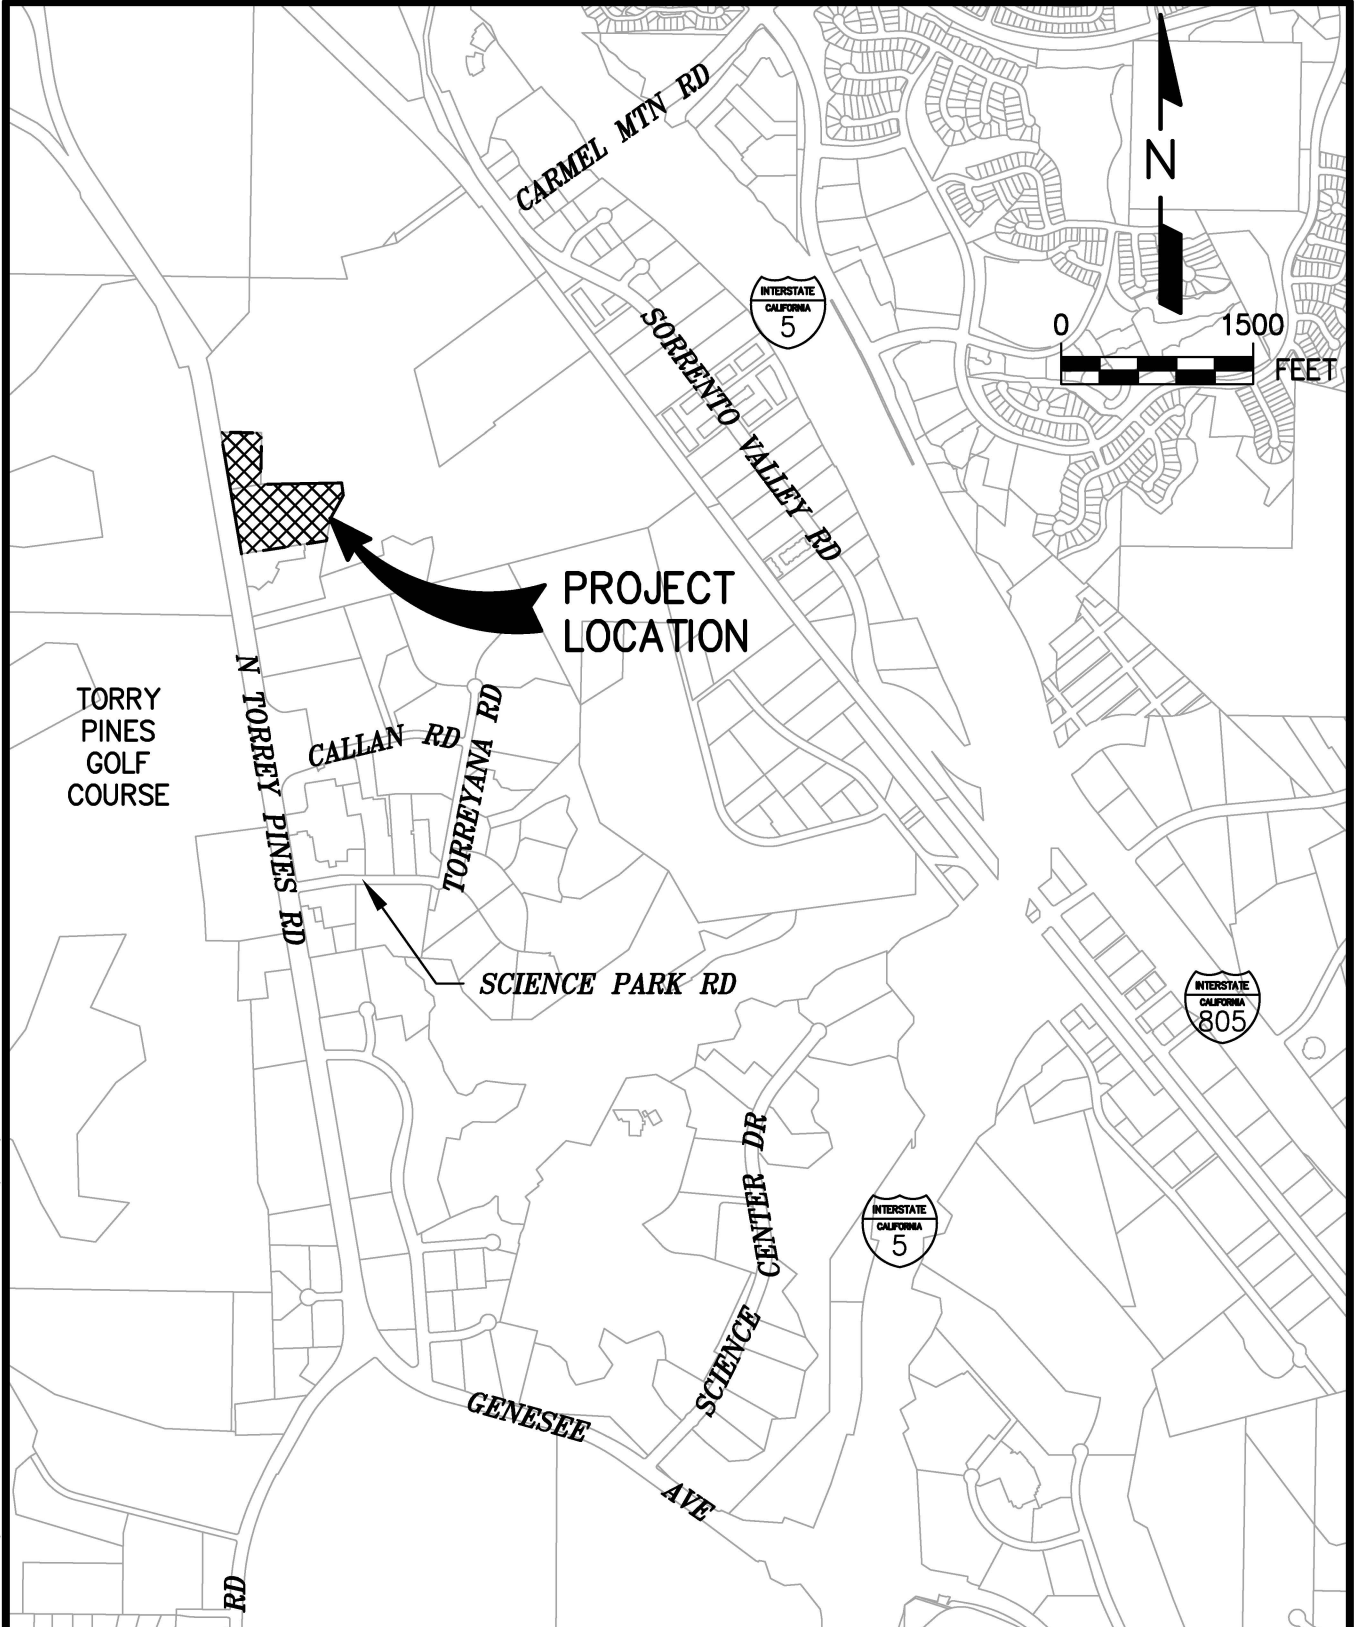 CARMEL MTN RD
N
INTERSTATE
CALIFORNIA
5
0 1500
FEET
SORRENTO VALLEY RD
PROJECT
LOCATION
TORRY
PINES
GOLF
COURSE
N TORREY PINES RD
CALLAN RD
TORREYANA RD
SCIENCE PARK RD
INTERSTATE
CALIFORNIA
805
SCIENCE CENTER DR
INTERSTATE
CALIFORNIA
5
GENESEE AVE
RD